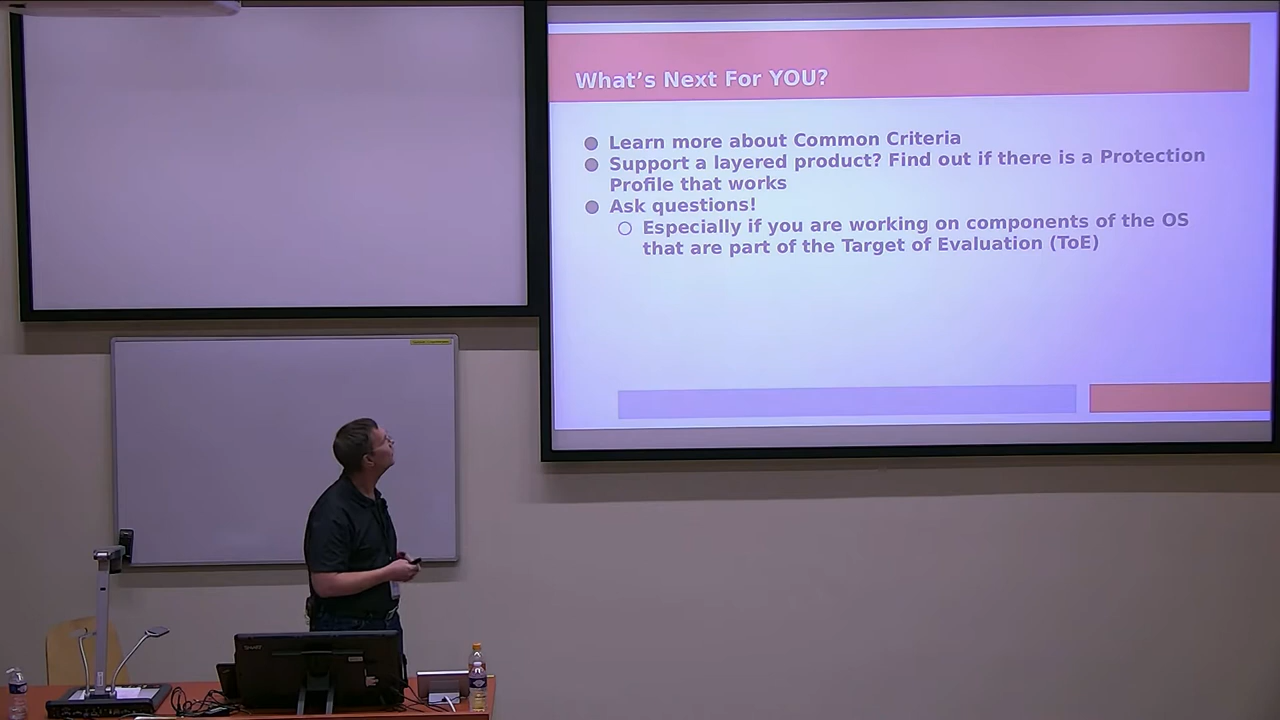 What's Next For YOU?
Learn more about Common Criteria
Support a layered product? Find out if there is a Protection
Profile that works
Ask questions!
Especially if you are working on components of the OS
that are part of the Target of Evaluation (ToE)